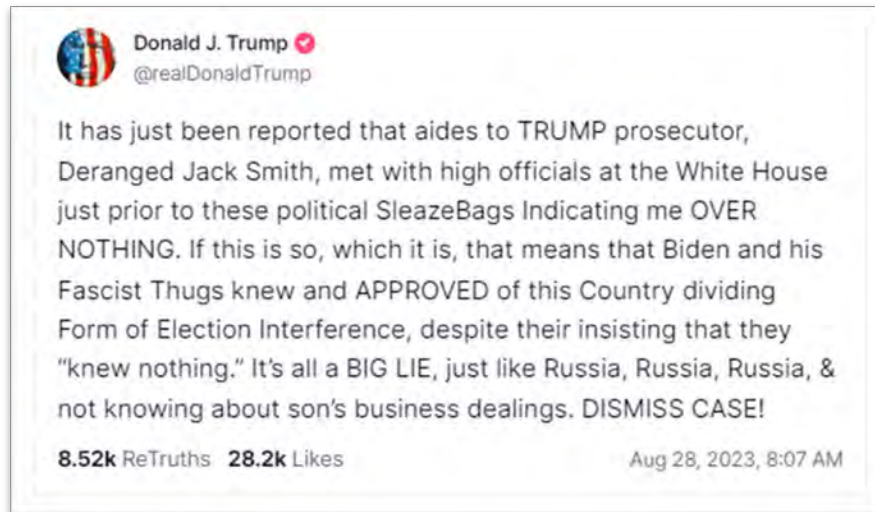 Donald J. Trump
@realDonaldTrump
It has just been reported that aides to TRUMP prosecutor,
Deranged Jack Smith, met with high officials at the White House
just prior to these political SleazeBags Indicating me OVER
NOTHING. If this is so, which it is, that means that Biden and his
Fascist Thugs knew and APPROVED of this Country dividing
Form of Election Interference, despite their insisting that they
“knew nothing.” It’s all a BIG LIE, just like Russia, Russia, Russia, &
not knowing about son’s business dealings. DISMISS CASE!
8.52k ReTruths 28.2k Likes Aug 28, 2023, 8:07 AM